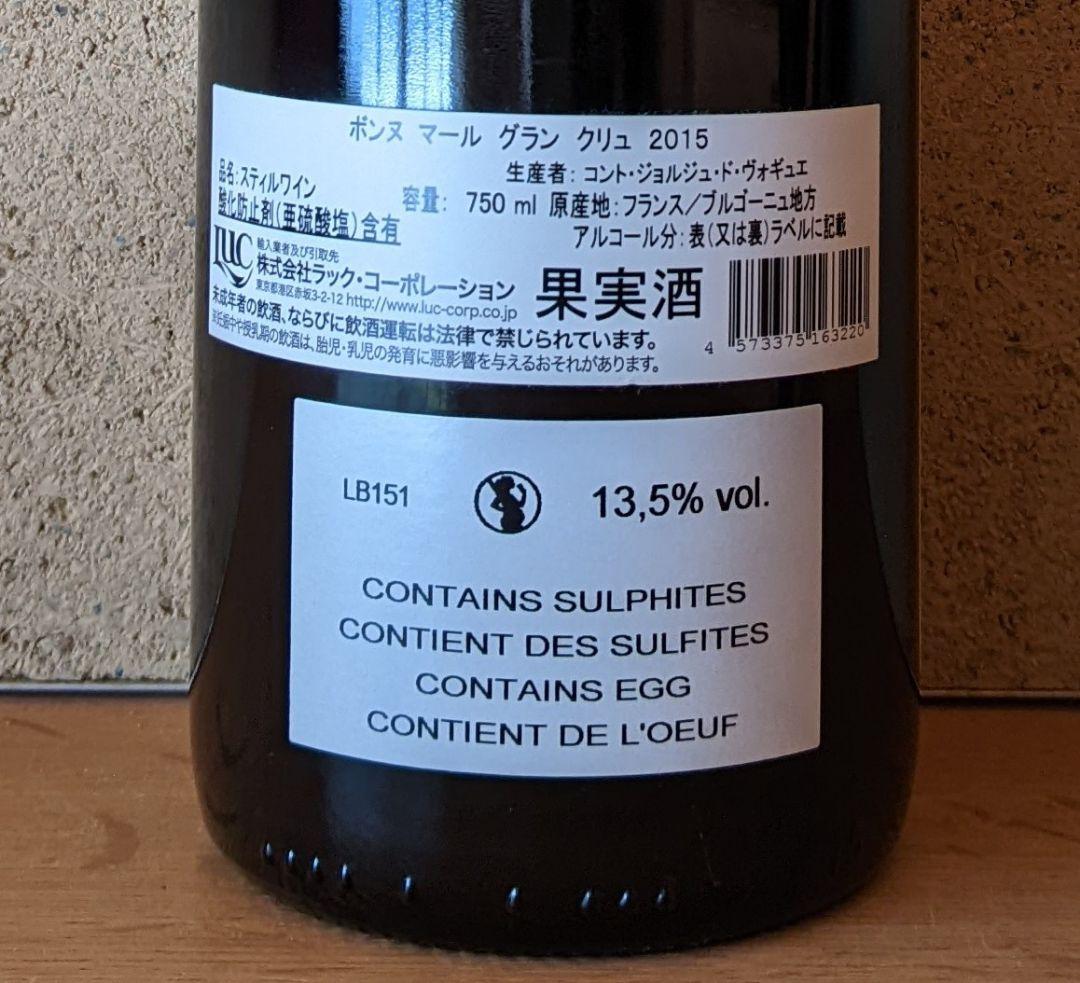 ボンヌ マール グラン クリュ 2015
生産者: コント・ジョルジュ・ド・ヴォギュエ
品名:スティルワイン
容量: 750 ml 原産地:フランス/ブルゴーニュ地方
酸化防止剤(亜硫酸塩)含有
アルコール分:表(又は裏)ラベルに記載
LUC
輸入業者及び引取先
株式会社ラック・コーポレーション
東京都港区赤坂3-2-12 http://www.luc-corp.co.jp
果実酒
未成年者の飲酒、ならびに飲酒運転は法律で禁じられています。
妊娠中や授乳期の飲酒は、胎児・乳児の発育に悪影響を与えるおそれがあります。
4 573375 163220
LB151
13,5% vol.
CONTAINS SULPHITES
CONTIENT DES SULFITES
CONTAINS EGG
CONTIENT DE L'OEUF